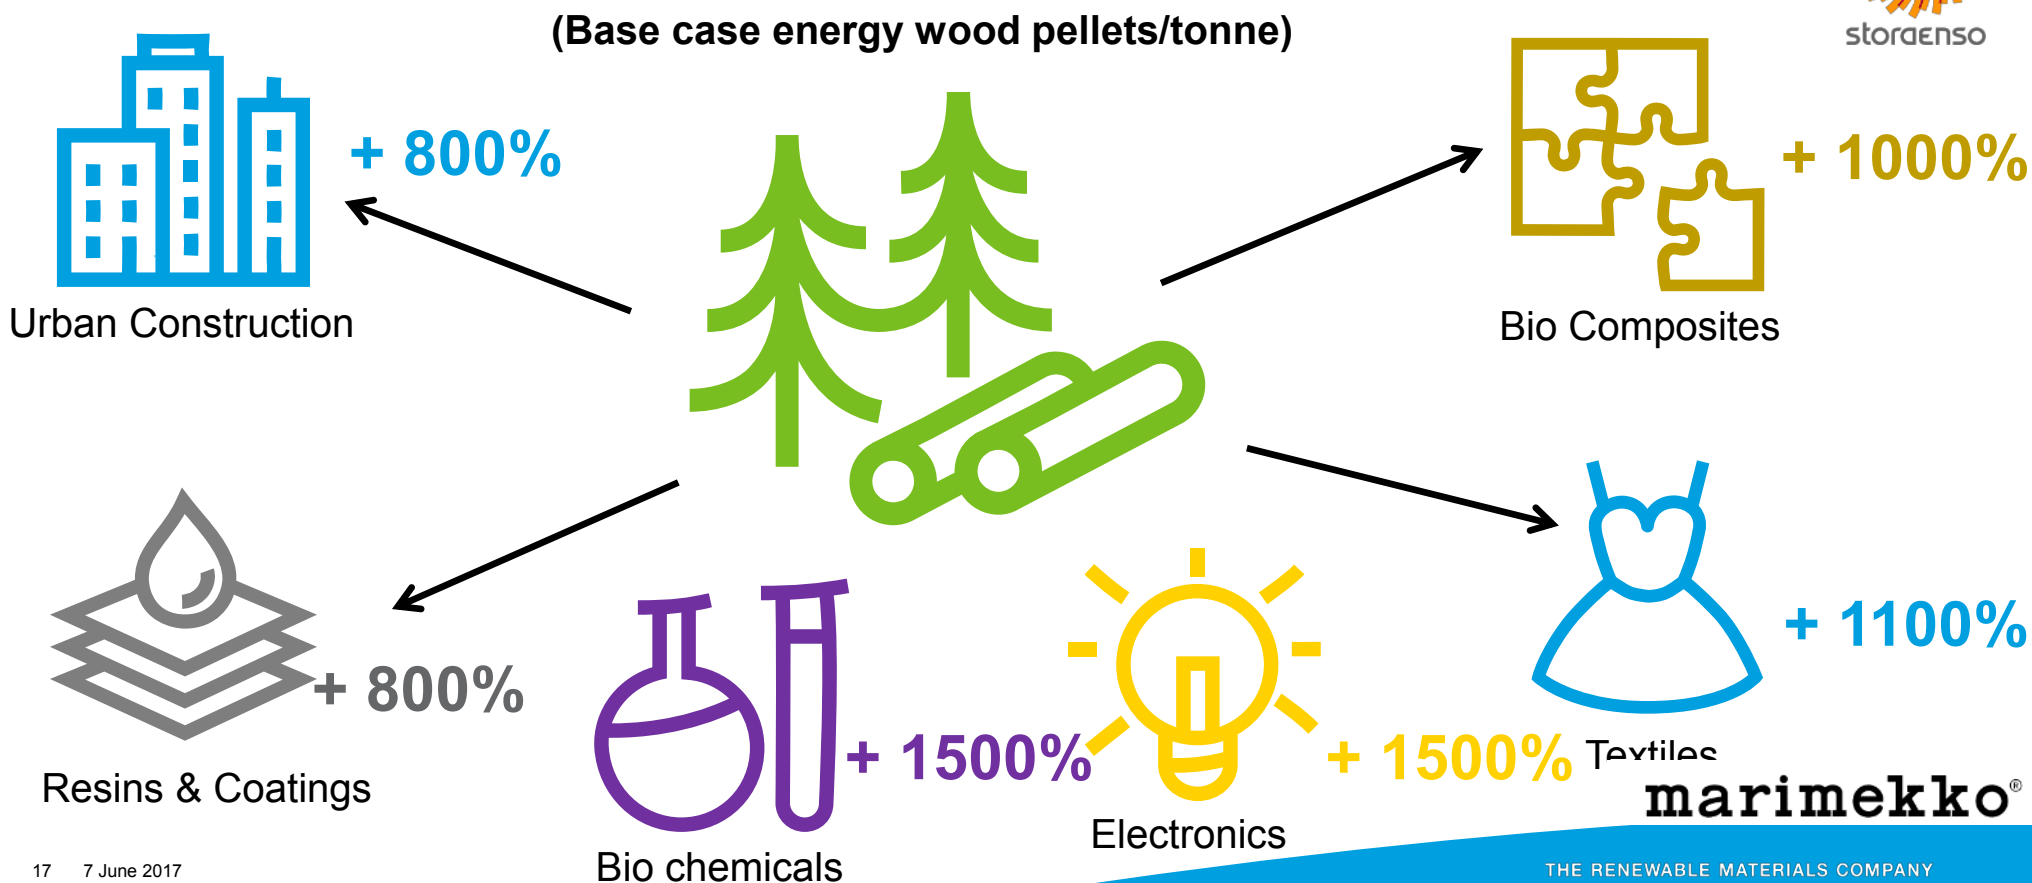 (Base case energy wood pellets/tonne)
storaenso
+ 800%
Urban Construction
+ 1000%
Bio Composites
+ 800%
Resins & Coatings
+ 1500%
Bio chemicals
+ 1500%
Electronics
+ 1100%
Textiles
marimekko®
17 7 June 2017
THE RENEWABLE MATERIALS COMPANY